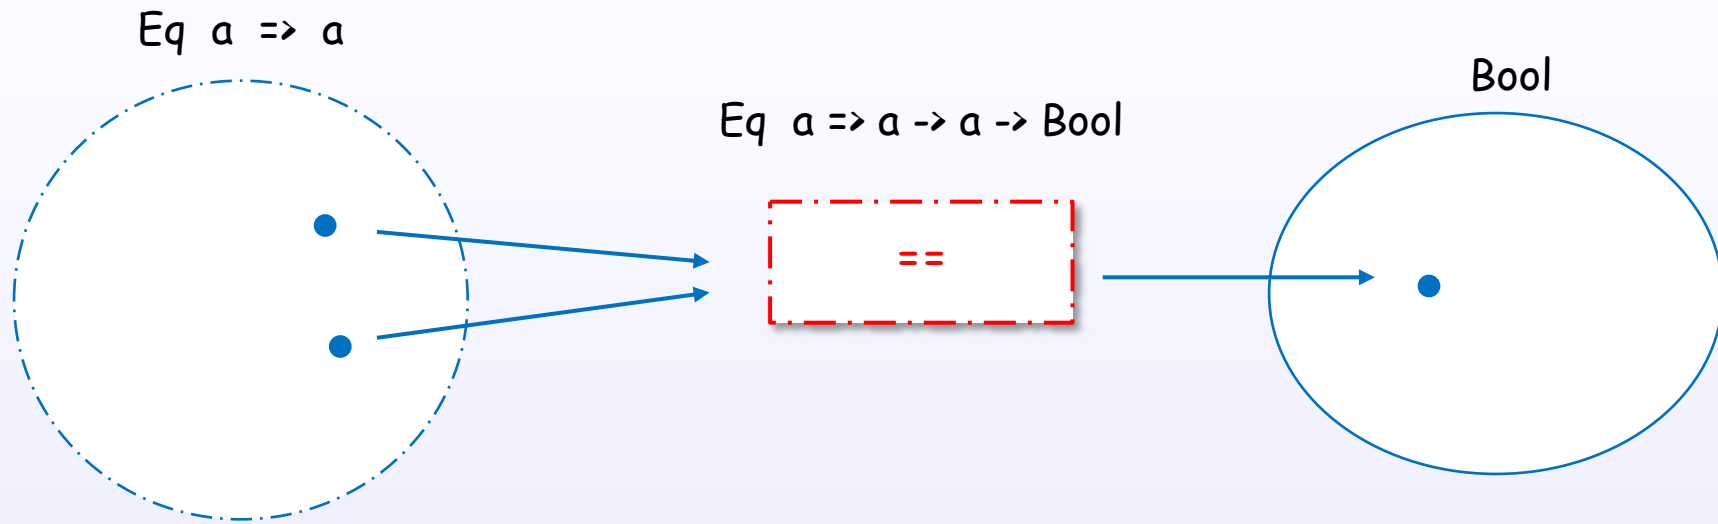 Eq a => a
Bool
Eq a => a -> a -> Bool
==